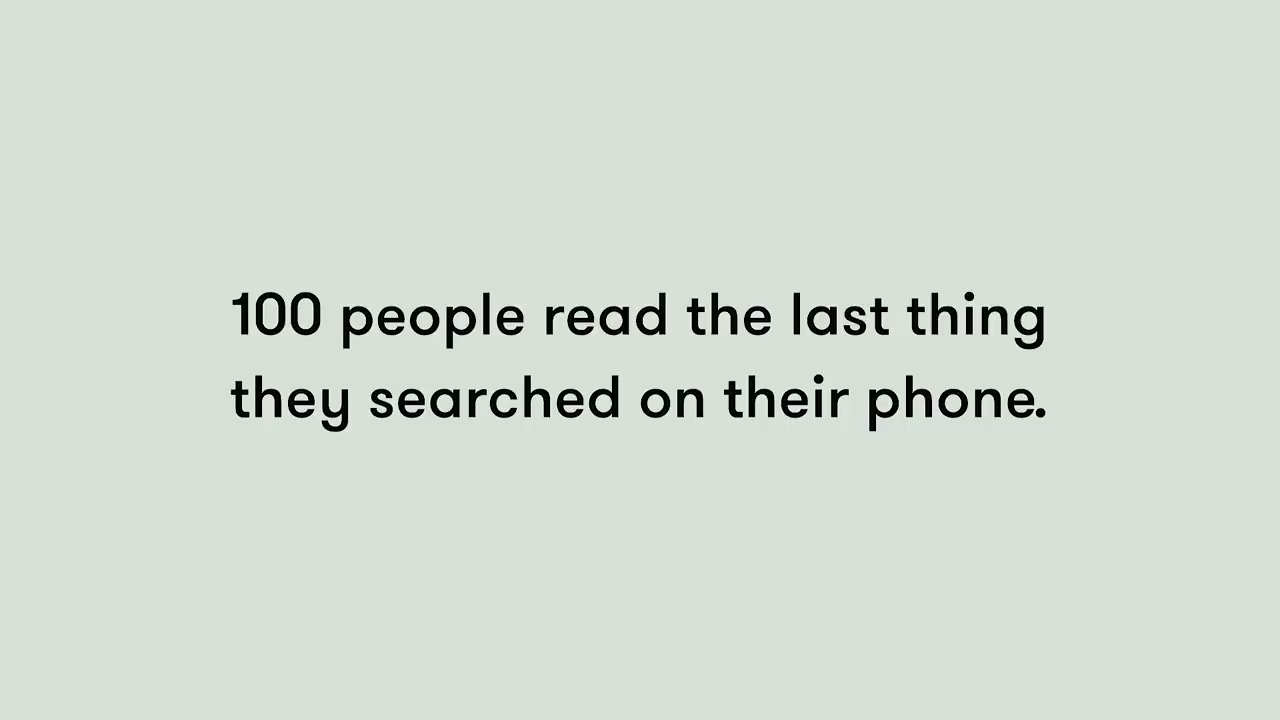 100 people read the last thing
they searched on their phone.